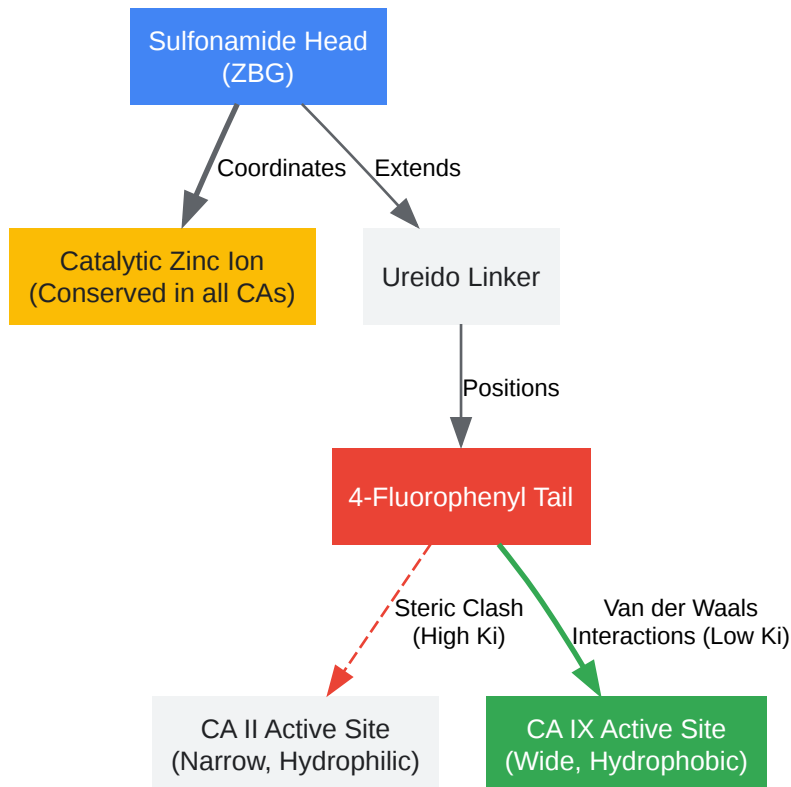 Sulfonamide Head
(ZBG)
Coordinates
Extends
Catalytic Zinc Ion
(Conserved in all CAs)
Ureido Linker
Positions
4-Fluorophenyl Tail
Steric Clash
(High Ki)
Van der Waals
Interactions (Low Ki)
CA II Active Site
(Narrow, Hydrophilic)
CA IX Active Site
(Wide, Hydrophobic)